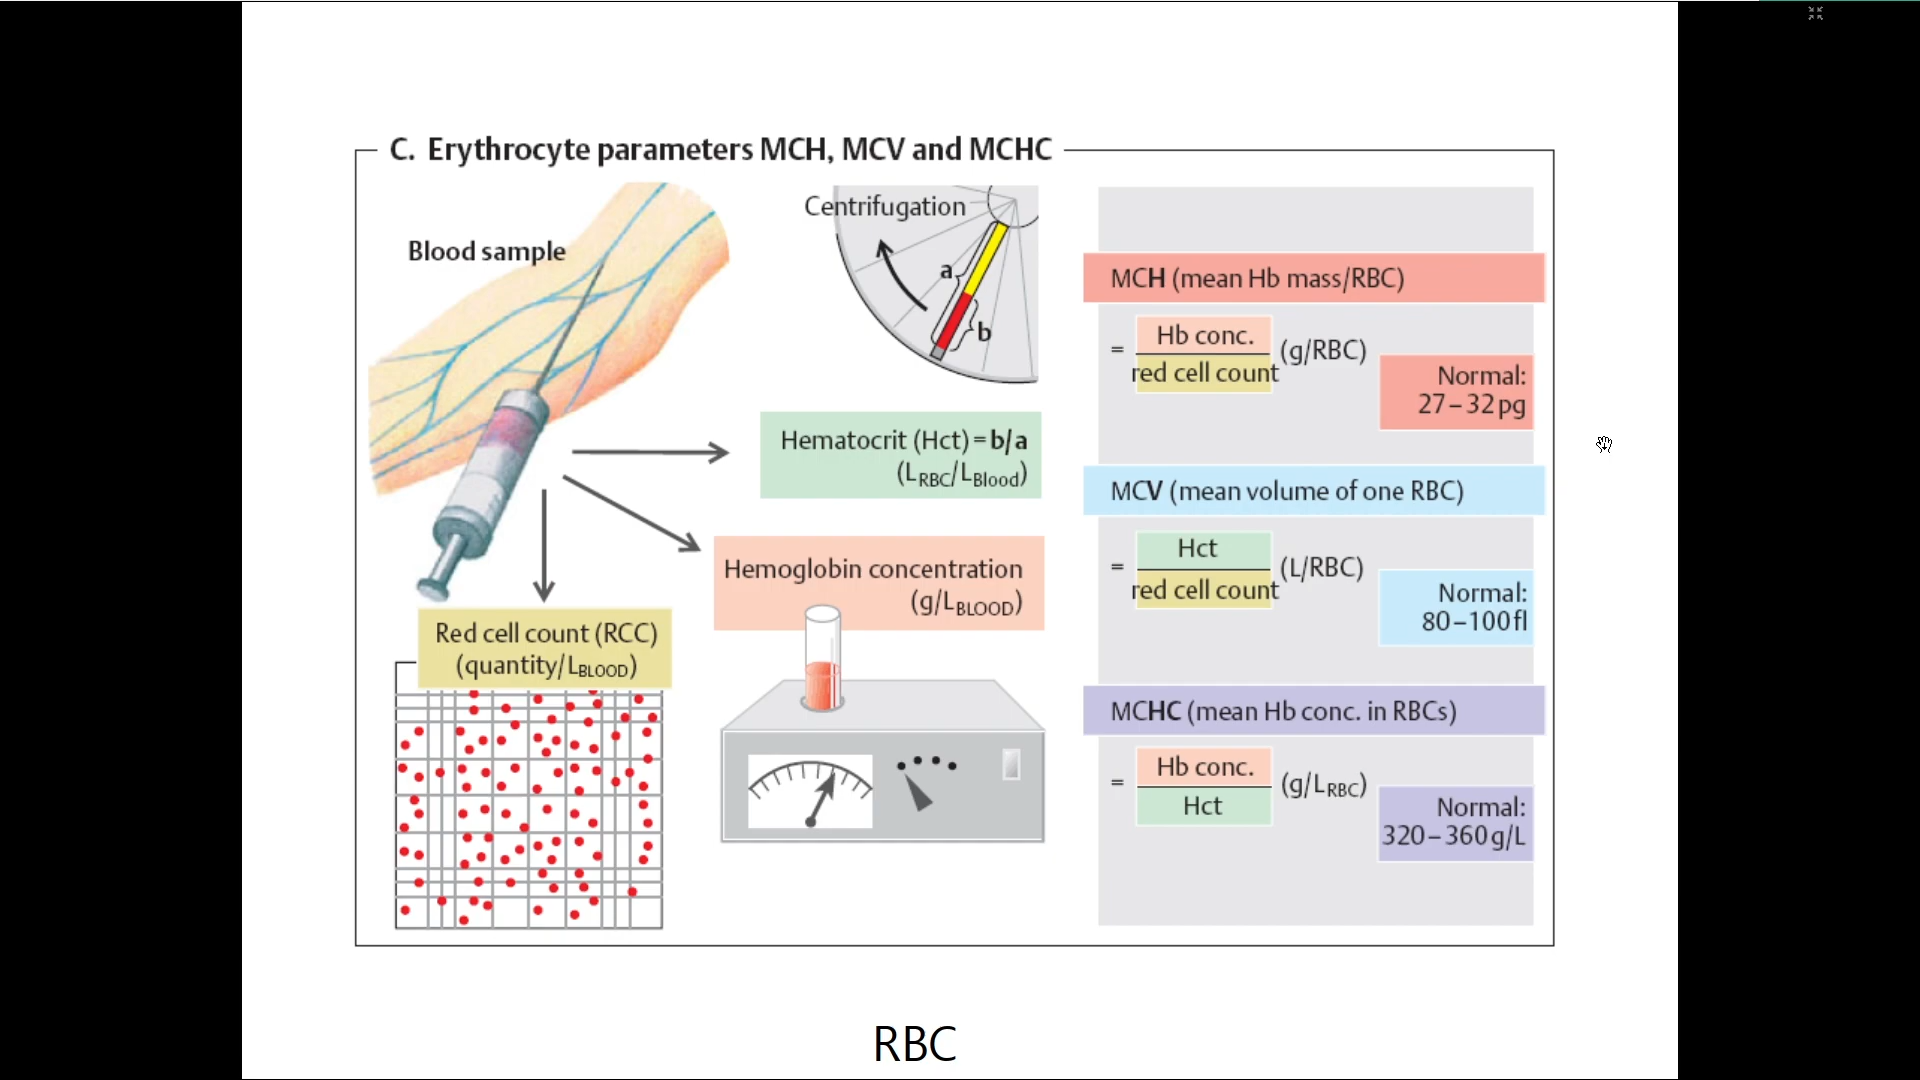 C. Erythrocyte parameters MCH, MCV and MCHC
Blood sample
Centrifugation
a
b
Hematocrit (Hct) = b/a
(LRBC/LBlood)
Hemoglobin concentration
(g/LBLOOD)
Red cell count (RCC)
(quantity/LBLOOD)
MCH (mean Hb mass/RBC)
= Hb conc.
red cell count
(g/RBC)
Normal:
27–32 pg
MCV (mean volume of one RBC)
= Hct
red cell count
(L/RBC)
Normal:
80–100 fl
MCHC (mean Hb conc. in RBCs)
= Hb conc.
Hct
(g/LRBC)
Normal:
320–360 g/L
RBC